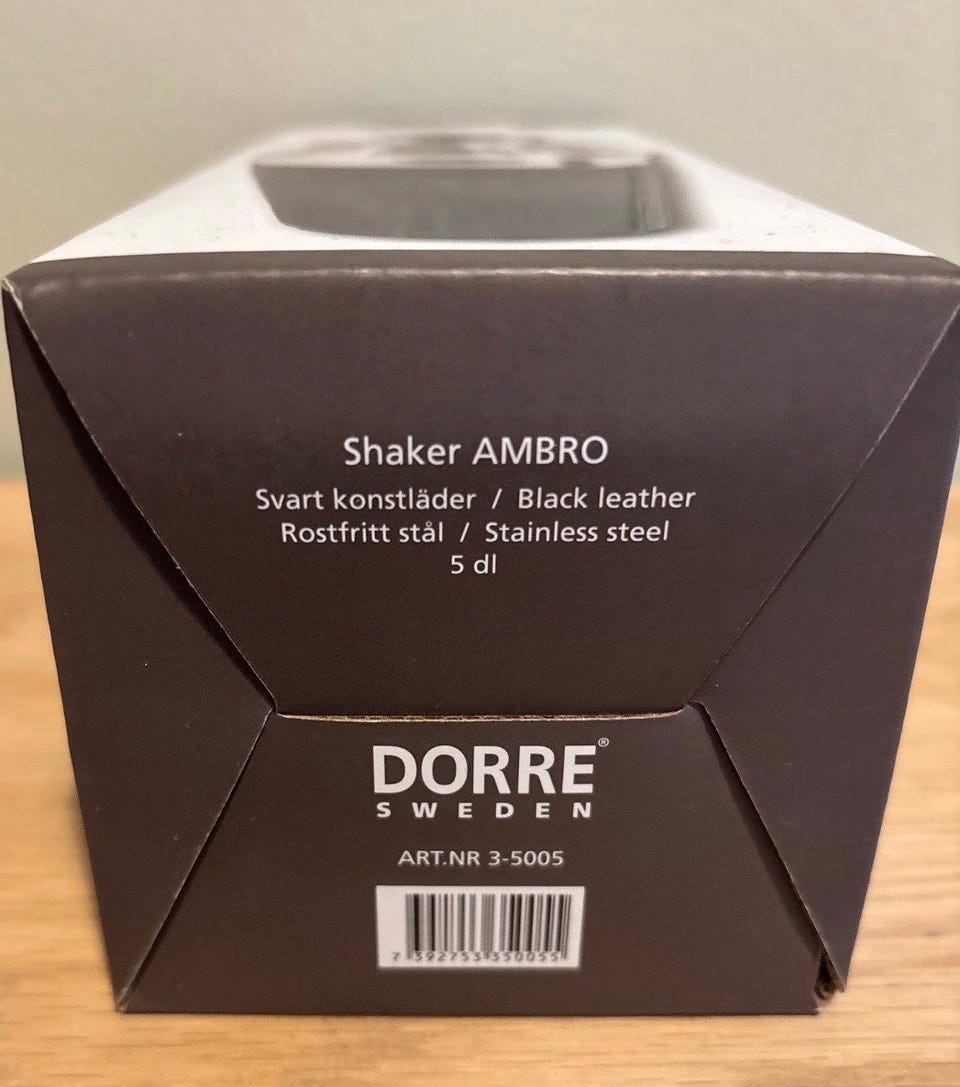 Shaker AMBRO
Svart konstläder / Black leather
Rostfritt stål / Stainless steel
5 dl
DORRE®
SWEDEN
ART.NR 3-5005
7 392753 350055